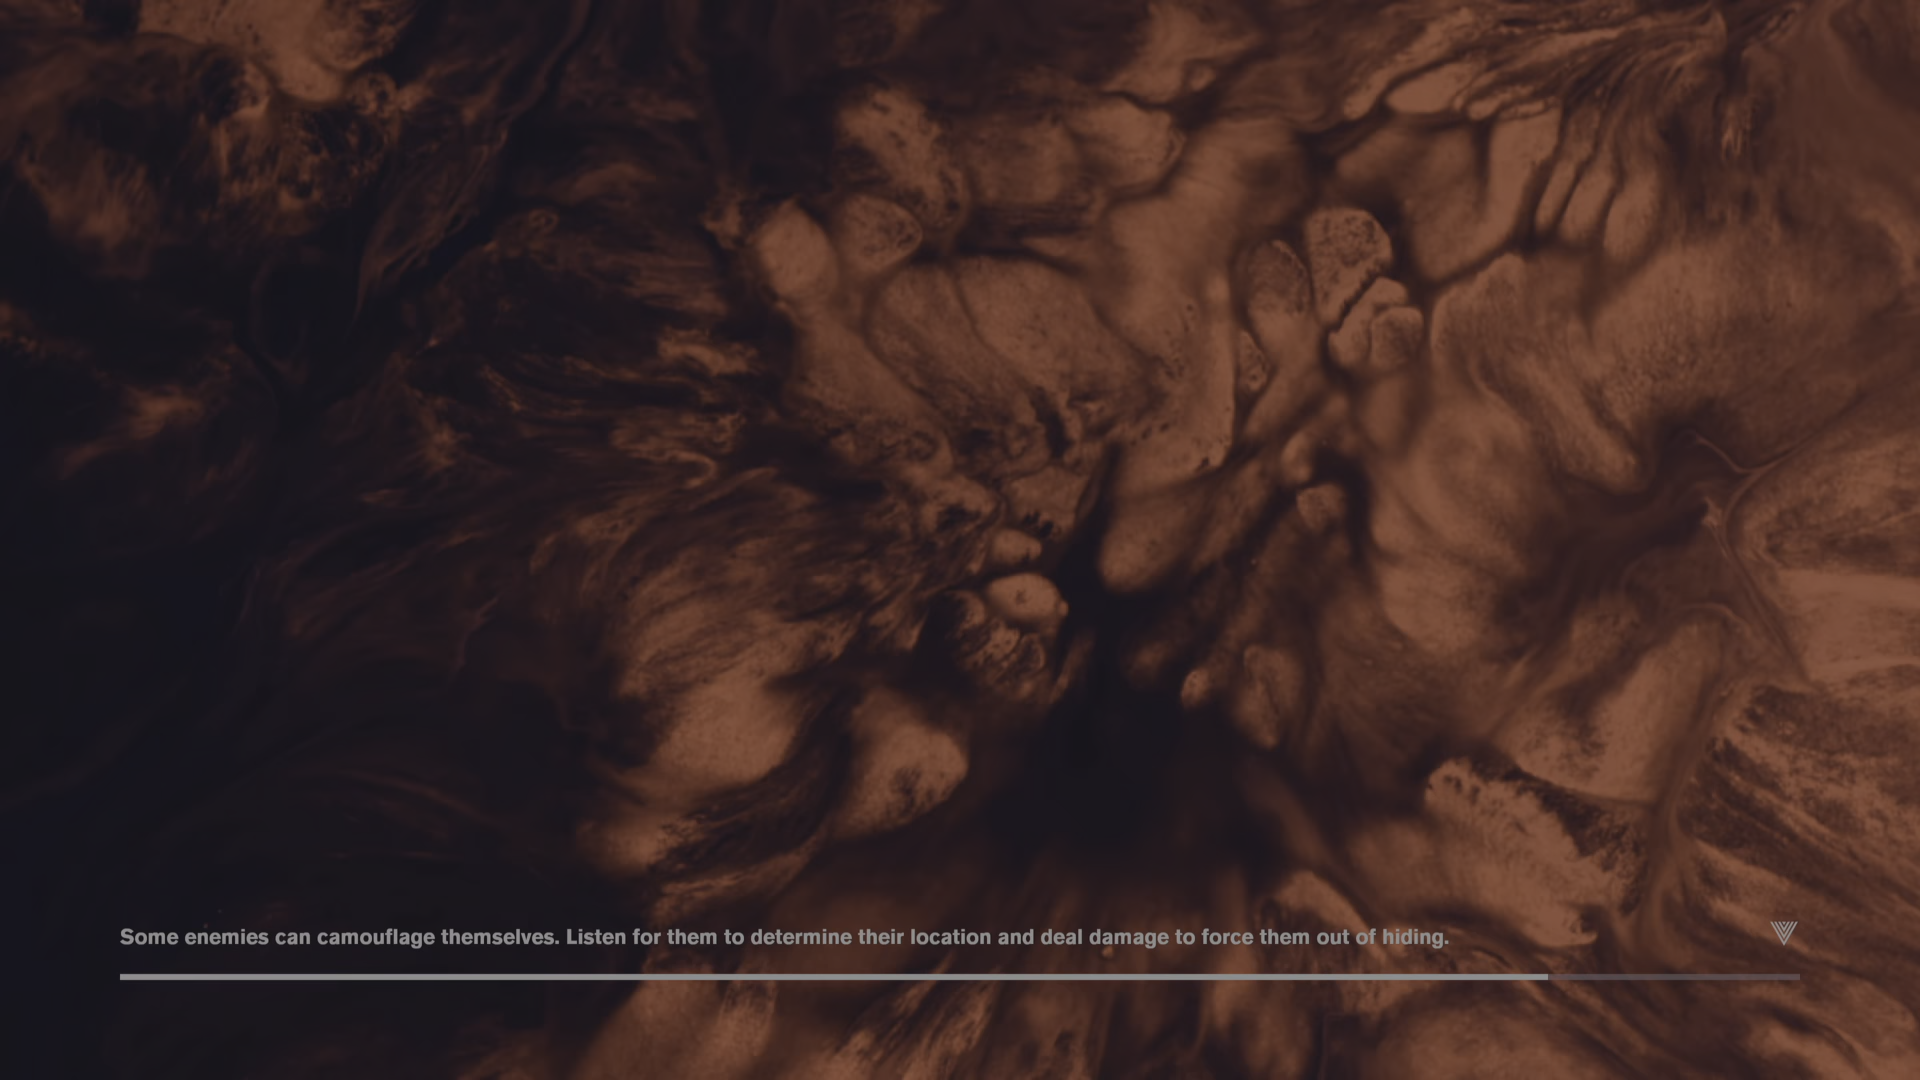 Some enemies can camouflage themselves. Listen for them to determine their location and deal damage to force them out of hiding.